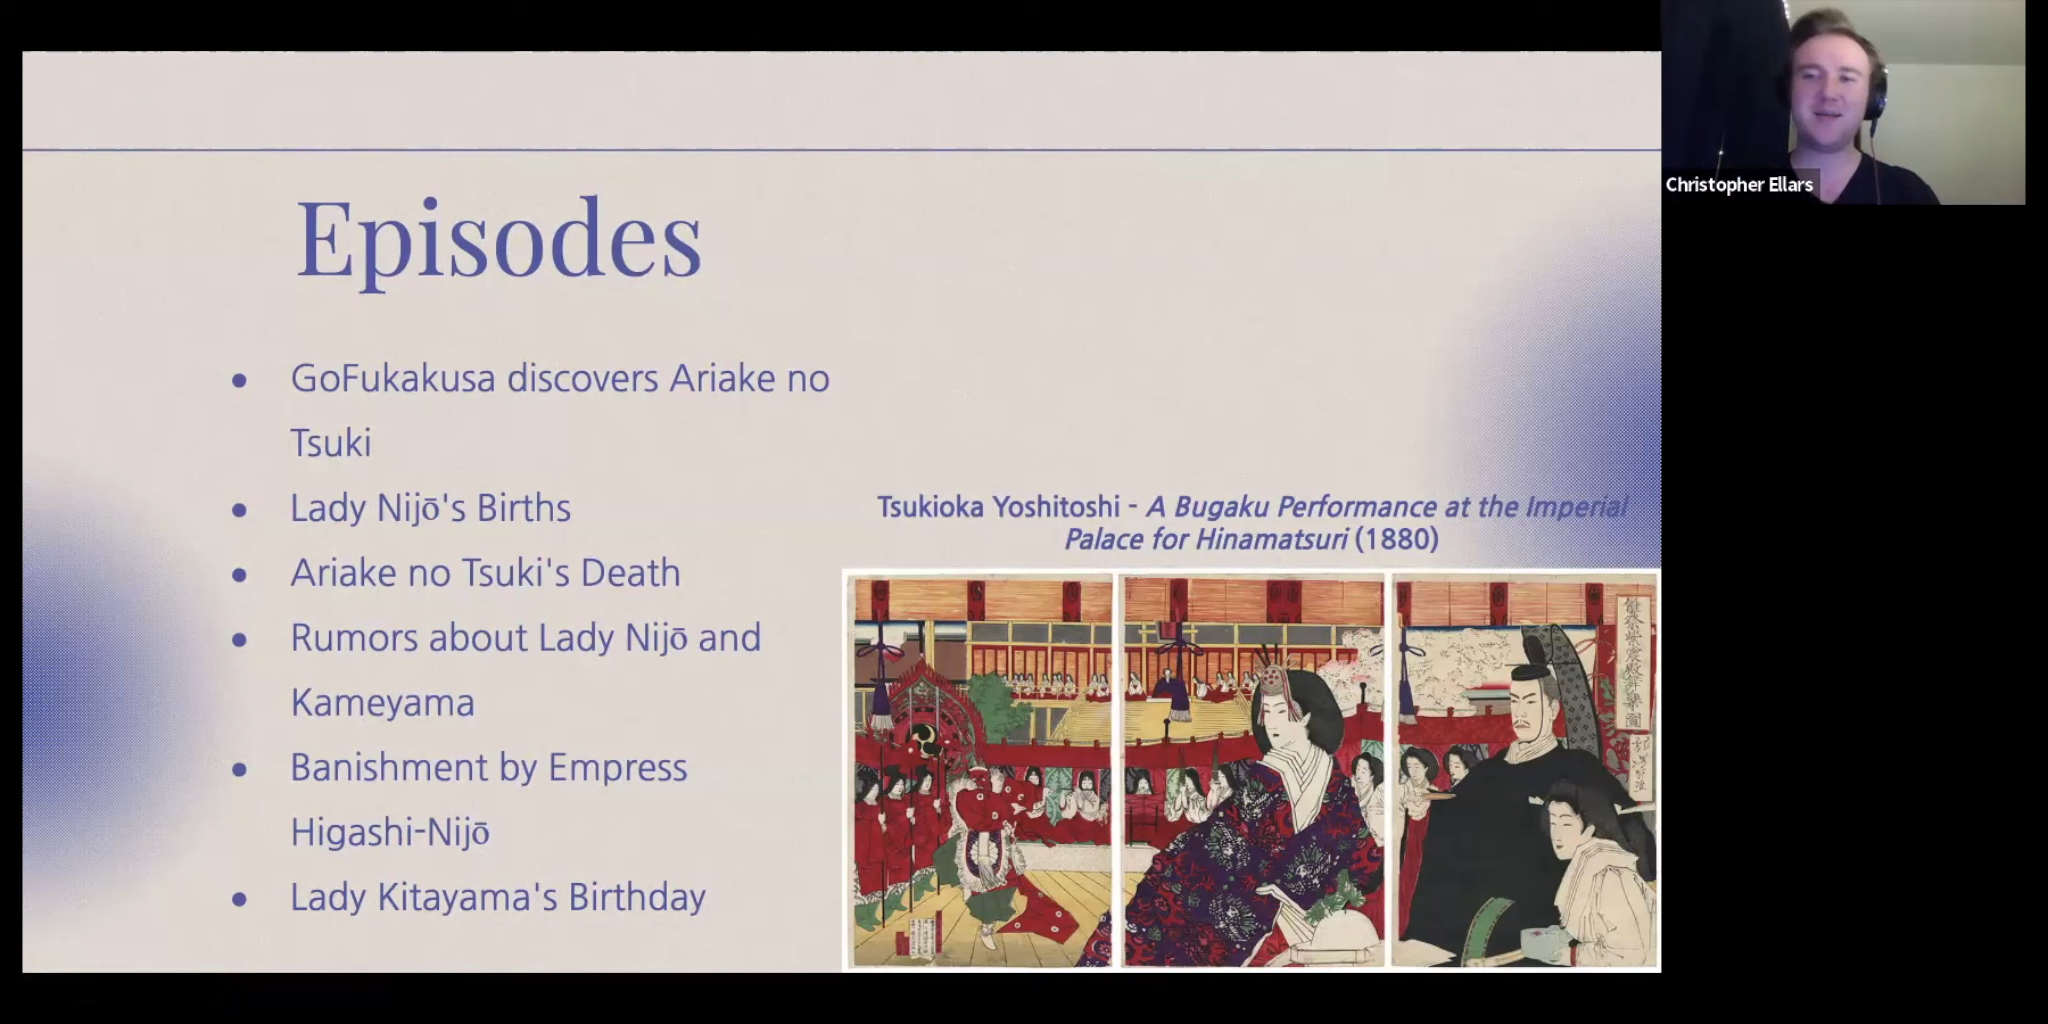 Episodes
● GoFukakusa discovers Ariake no
Tsuki
● Lady Nijō's Births
● Ariake no Tsuki's Death
● Rumors about Lady Nijō and
Kameyama
● Banishment by Empress
Higashi-Nijō
● Lady Kitayama's Birthday
Tsukioka Yoshitoshi - A Bugaku Performance at the Imperial
Palace for Hinamatsuri (1880)
Christopher Ellars